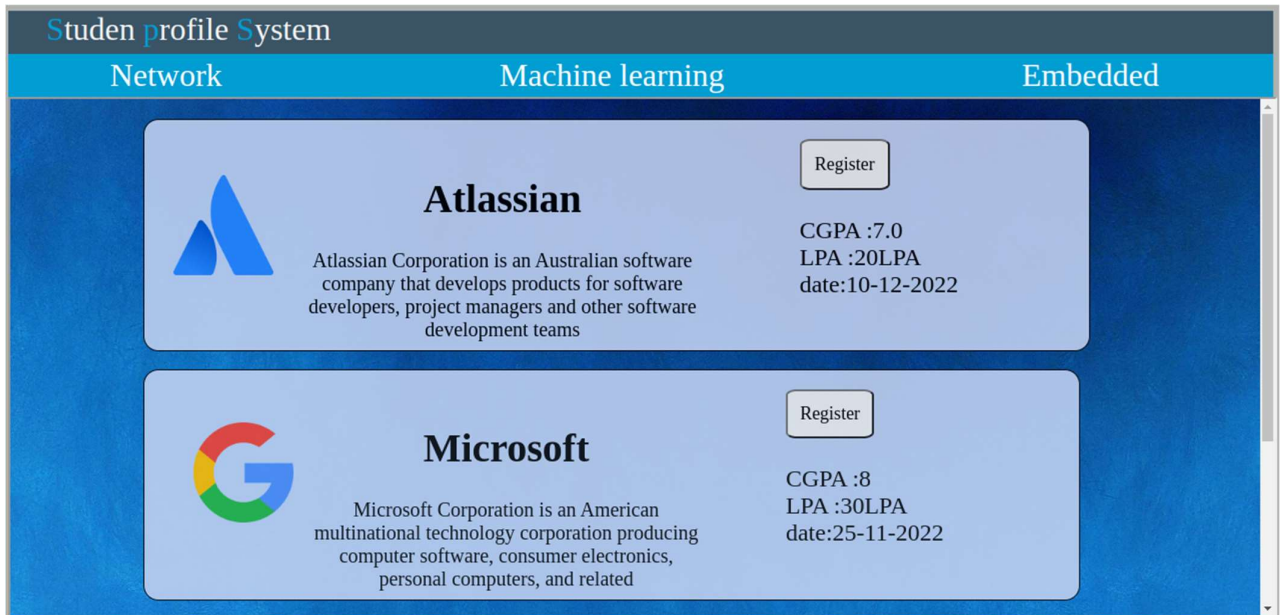 Studen profile System
Network Machine learning Embedded
Atlassian
Atlassian Corporation is an Australian software
company that develops products for software
developers, project managers and other software
development teams
Register
CGPA :7.0
LPA :20LPA
date:10-12-2022
Microsoft
Microsoft Corporation is an American
multinational technology corporation producing
computer software, consumer electronics,
personal computers, and related
Register
CGPA :8
LPA :30LPA
date:25-11-2022